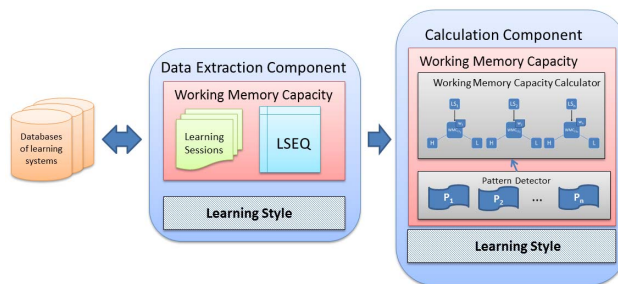 Calculation Component
Working Memory Capacity
Working Memory Capacity Calculator
Data Extraction Component
Working Memory Capacity
Databases
of learning
systems
Learning
Sessions
LSEQ
Learning Style
H
L
H
L
H
L
Pattern Detector
P1
P2
...
Pn
Learning Style